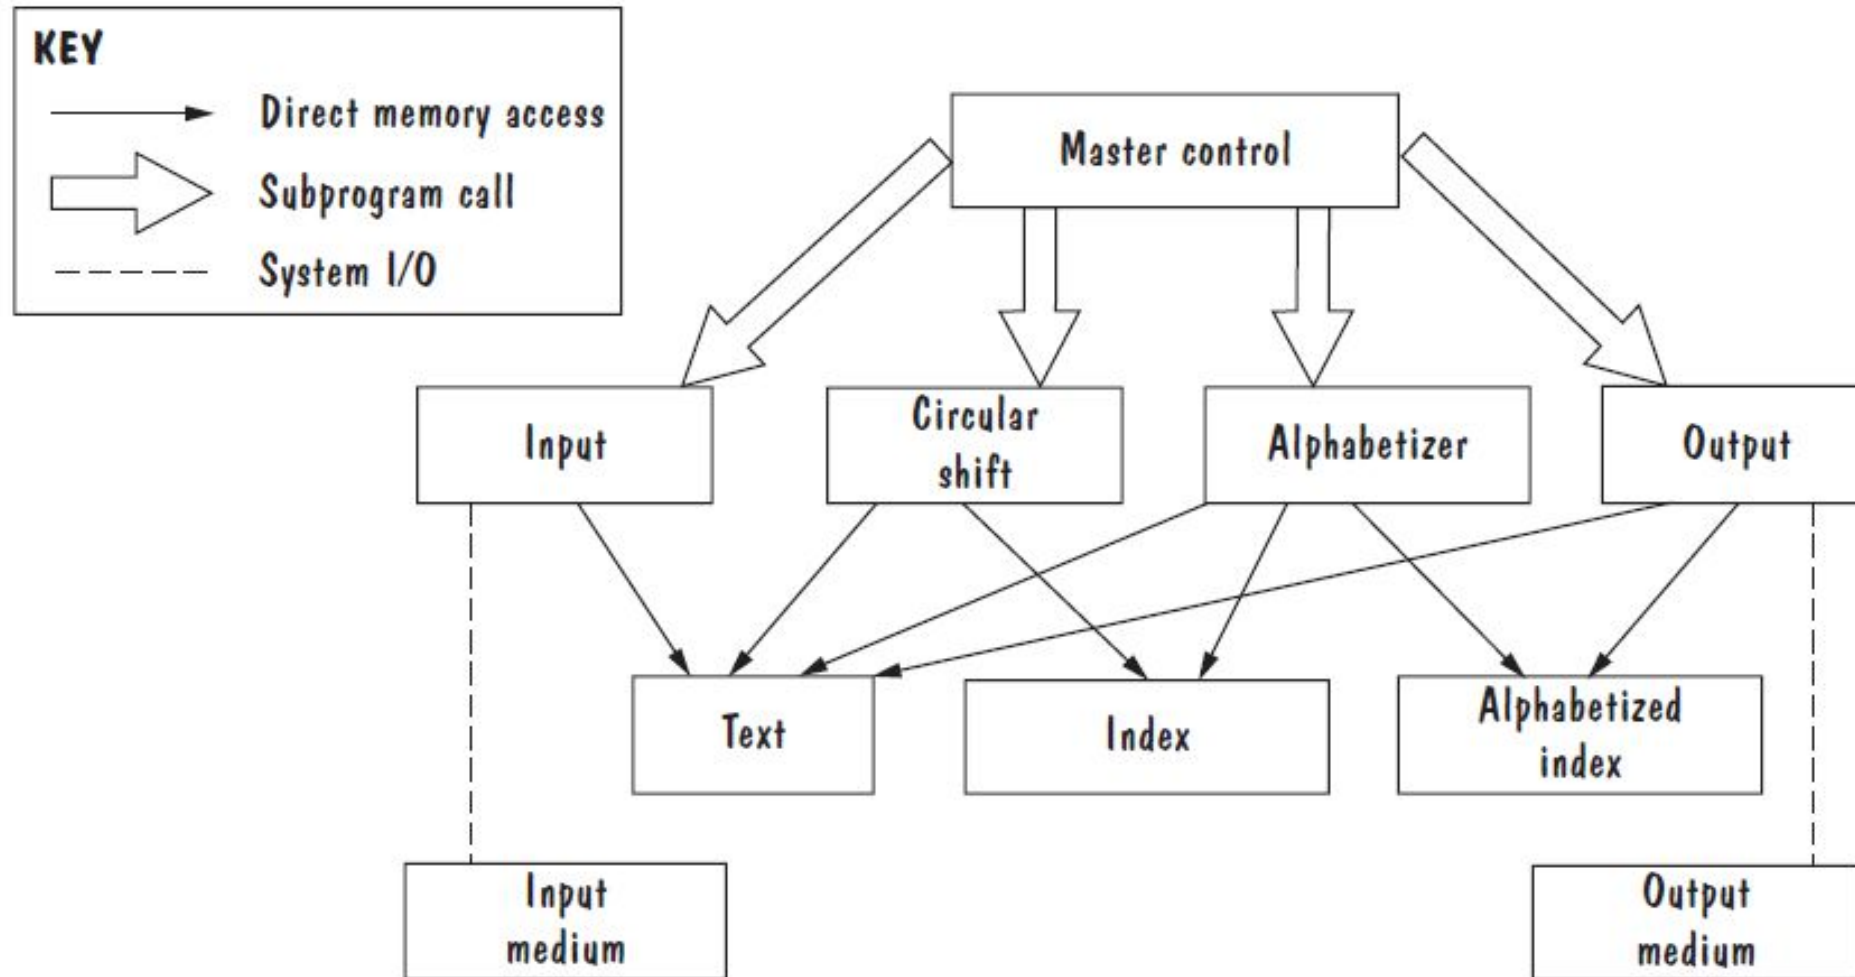 KEY
Direct memory access
Subprogram call
System I/O
Master control
Input
Circular
shift
Alphabetizer
Output
Text
Index
Alphabetized
index
Input
medium
Output
medium